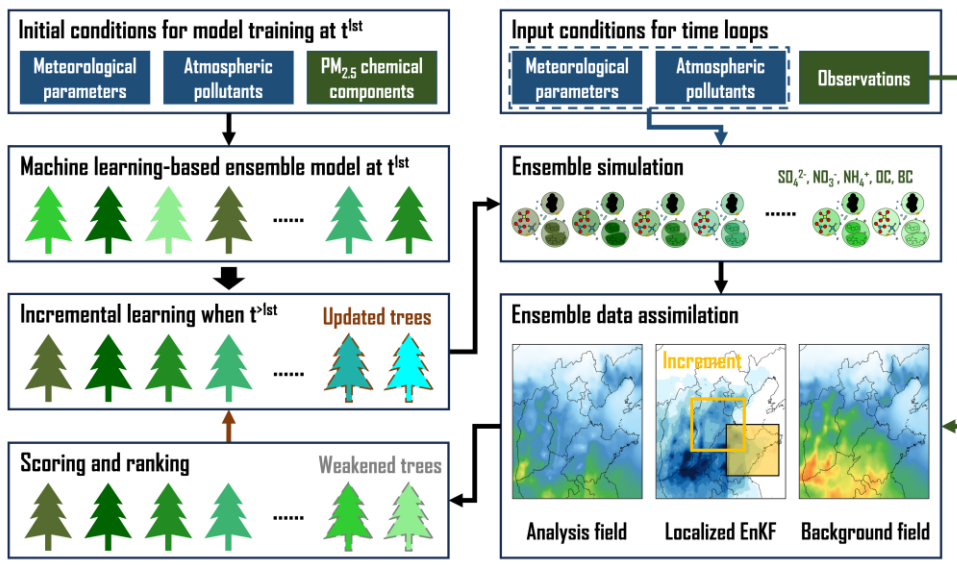 Initial conditions for model training at t¹ˢᵗ
Meteorological
parameters
Atmospheric
pollutants
PM₂.₅ chemical
components
Machine learning-based ensemble model at t¹ˢᵗ
......
Incremental learning when t>¹ˢᵗ
Updated trees
......
Scoring and ranking
Weakened trees
......
Input conditions for time loops
Meteorological
parameters
Atmospheric
pollutants
Observations
Ensemble simulation
SO₄²⁻, NO₃⁻, NH₄⁺, OC, BC
......
Ensemble data assimilation
Increment
Analysis field
Localized EnKF
Background field